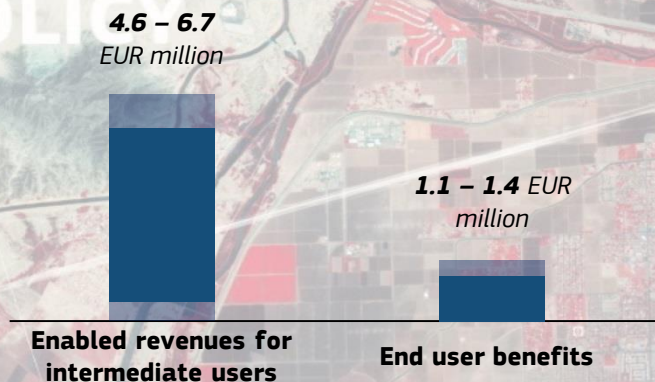 OLICY
4.6 – 6.7
EUR million
1.1 – 1.4 EUR
million
Enabled revenues for
intermediate users
End user benefits